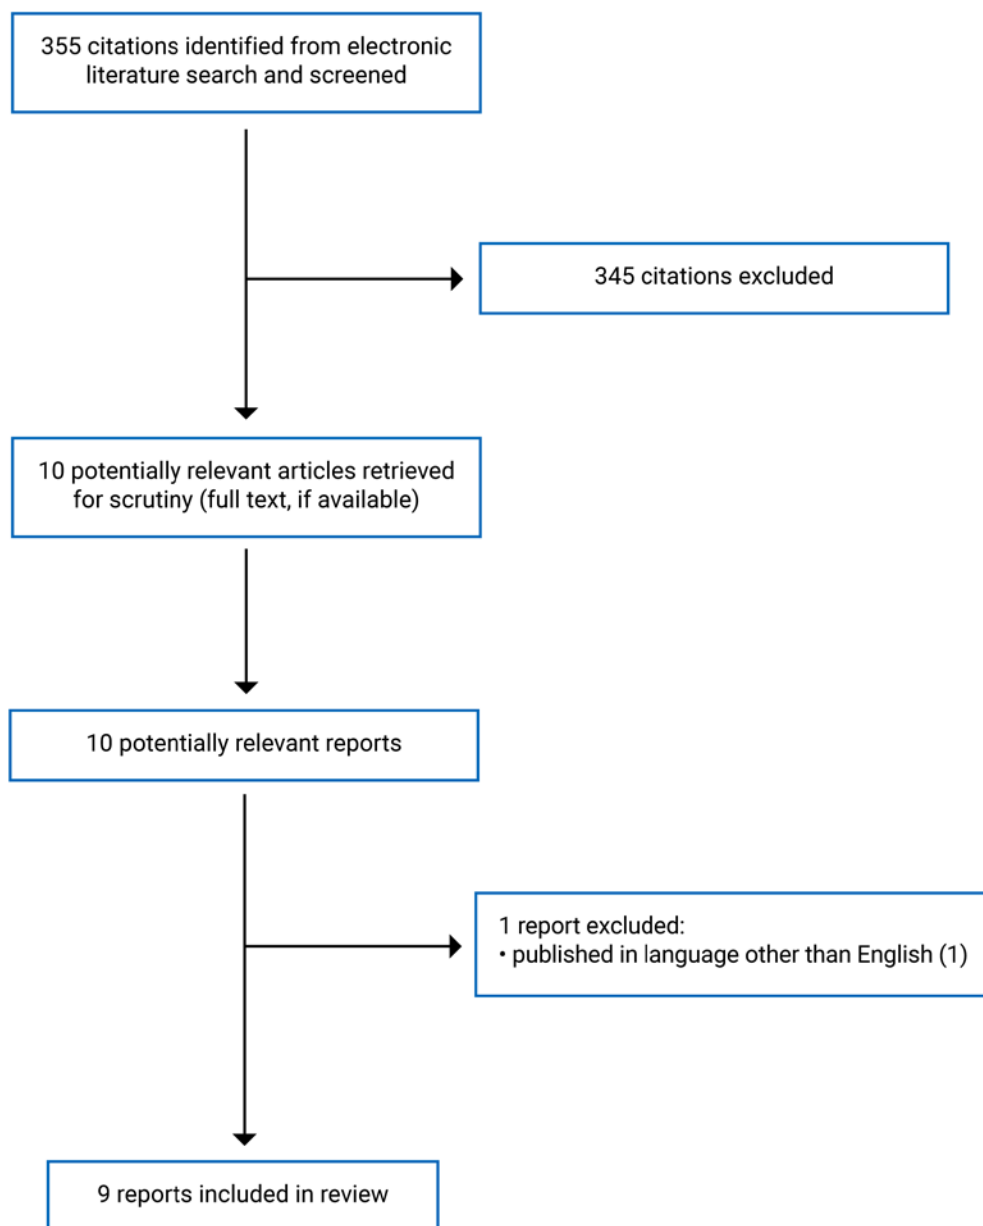 355 citations identified from electronic
literature search and screened
345 citations excluded
10 potentially relevant articles retrieved
for scrutiny (full text, if available)
10 potentially relevant reports
1 report excluded:
• published in language other than English (1)
9 reports included in review